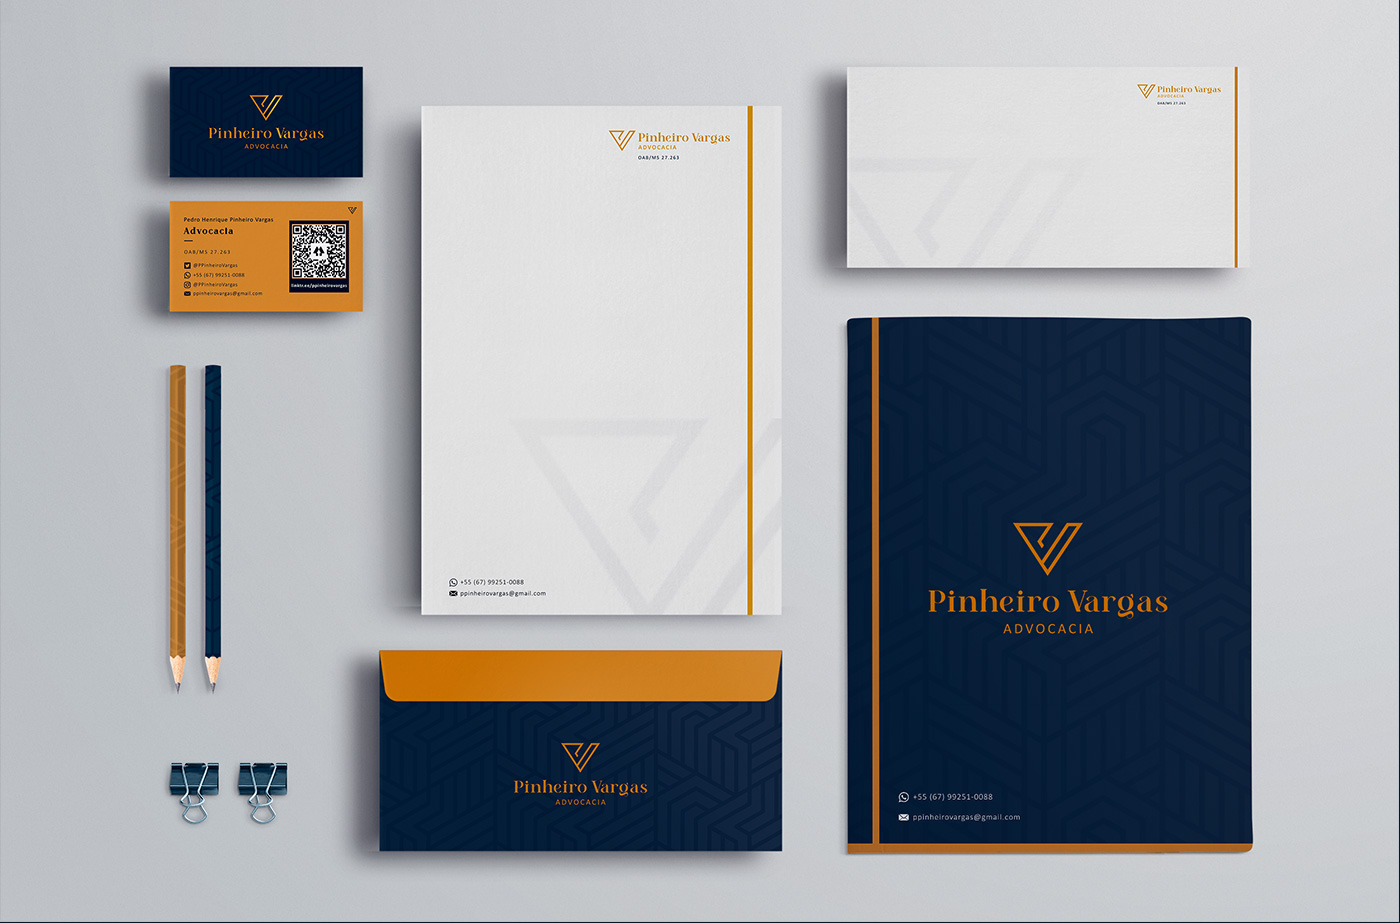 Pinheiro Vargas
ADVOCACIA
Pedro Henrique Pinheiro Vargas
Advocacia
OAB/MS 27.263
@PPinheiroVargas
+55 (67) 99251-0088
@PPinheiroVargas
ppinheirovargas@gmail.com
linktr.ee/ppinheirovargas
Pinheiro Vargas
ADVOCACIA
OAB/MS 27.263
+55 (67) 99251-0088
ppinheirovargas@gmail.com
Pinheiro Vargas
ADVOCACIA
OAB/MS 27.263
Pinheiro Vargas
ADVOCACIA
Pinheiro Vargas
ADVOCACIA
+55 (67) 99251-0088
ppinheirovargas@gmail.com